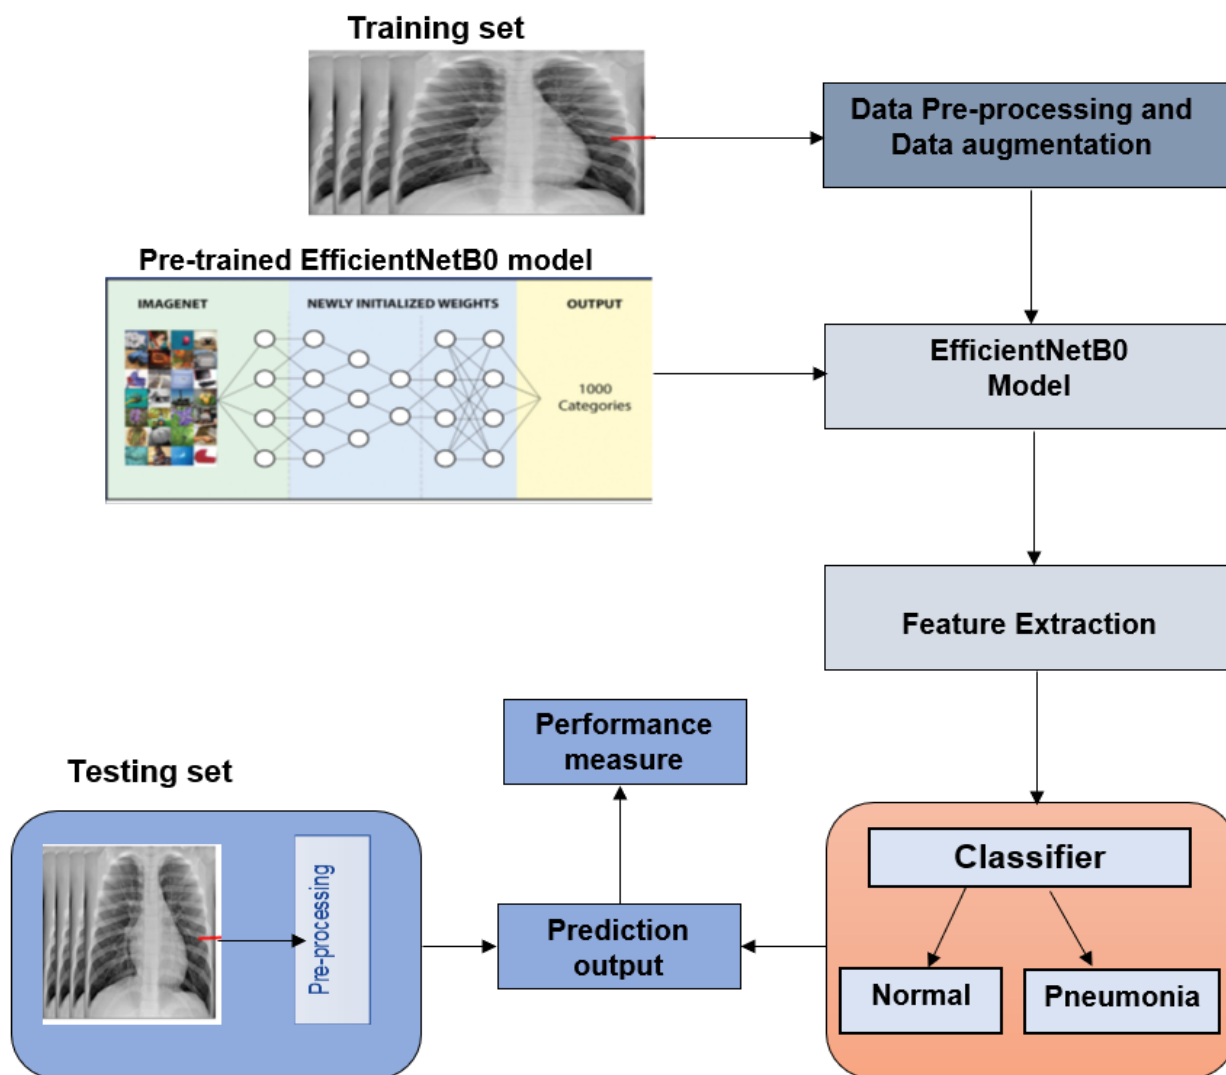 Training set
Data Pre-processing and
Data augmentation
Pre-trained EfficientNetB0 model
IMAGENET
NEWLY INITIALIZED WEIGHTS
OUTPUT
1000
Categories
EfficientNetB0
Model
Feature Extraction
Performance
measure
Testing set
Pre-processing
Prediction
output
Classifier
Normal
Pneumonia